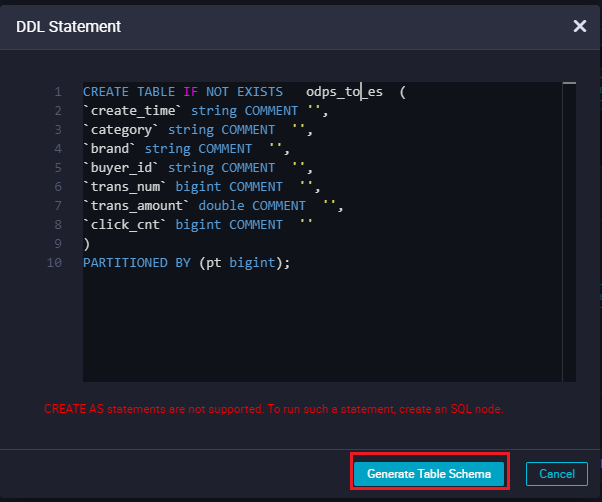 DDL Statement
1 CREATE TABLE IF NOT EXISTS odps_to_es (
2 `create_time` string COMMENT '',
3 `category` string COMMENT '',
4 `brand` string COMMENT '',
5 `buyer_id` string COMMENT '',
6 `trans_num` bigint COMMENT '',
7 `trans_amount` double COMMENT '',
8 `click_cnt` bigint COMMENT ''
9 )
10 PARTITIONED BY (pt bigint);
CREATE AS statements are not supported. To run such a statement, create an SQL node.
Generate Table Schema Cancel